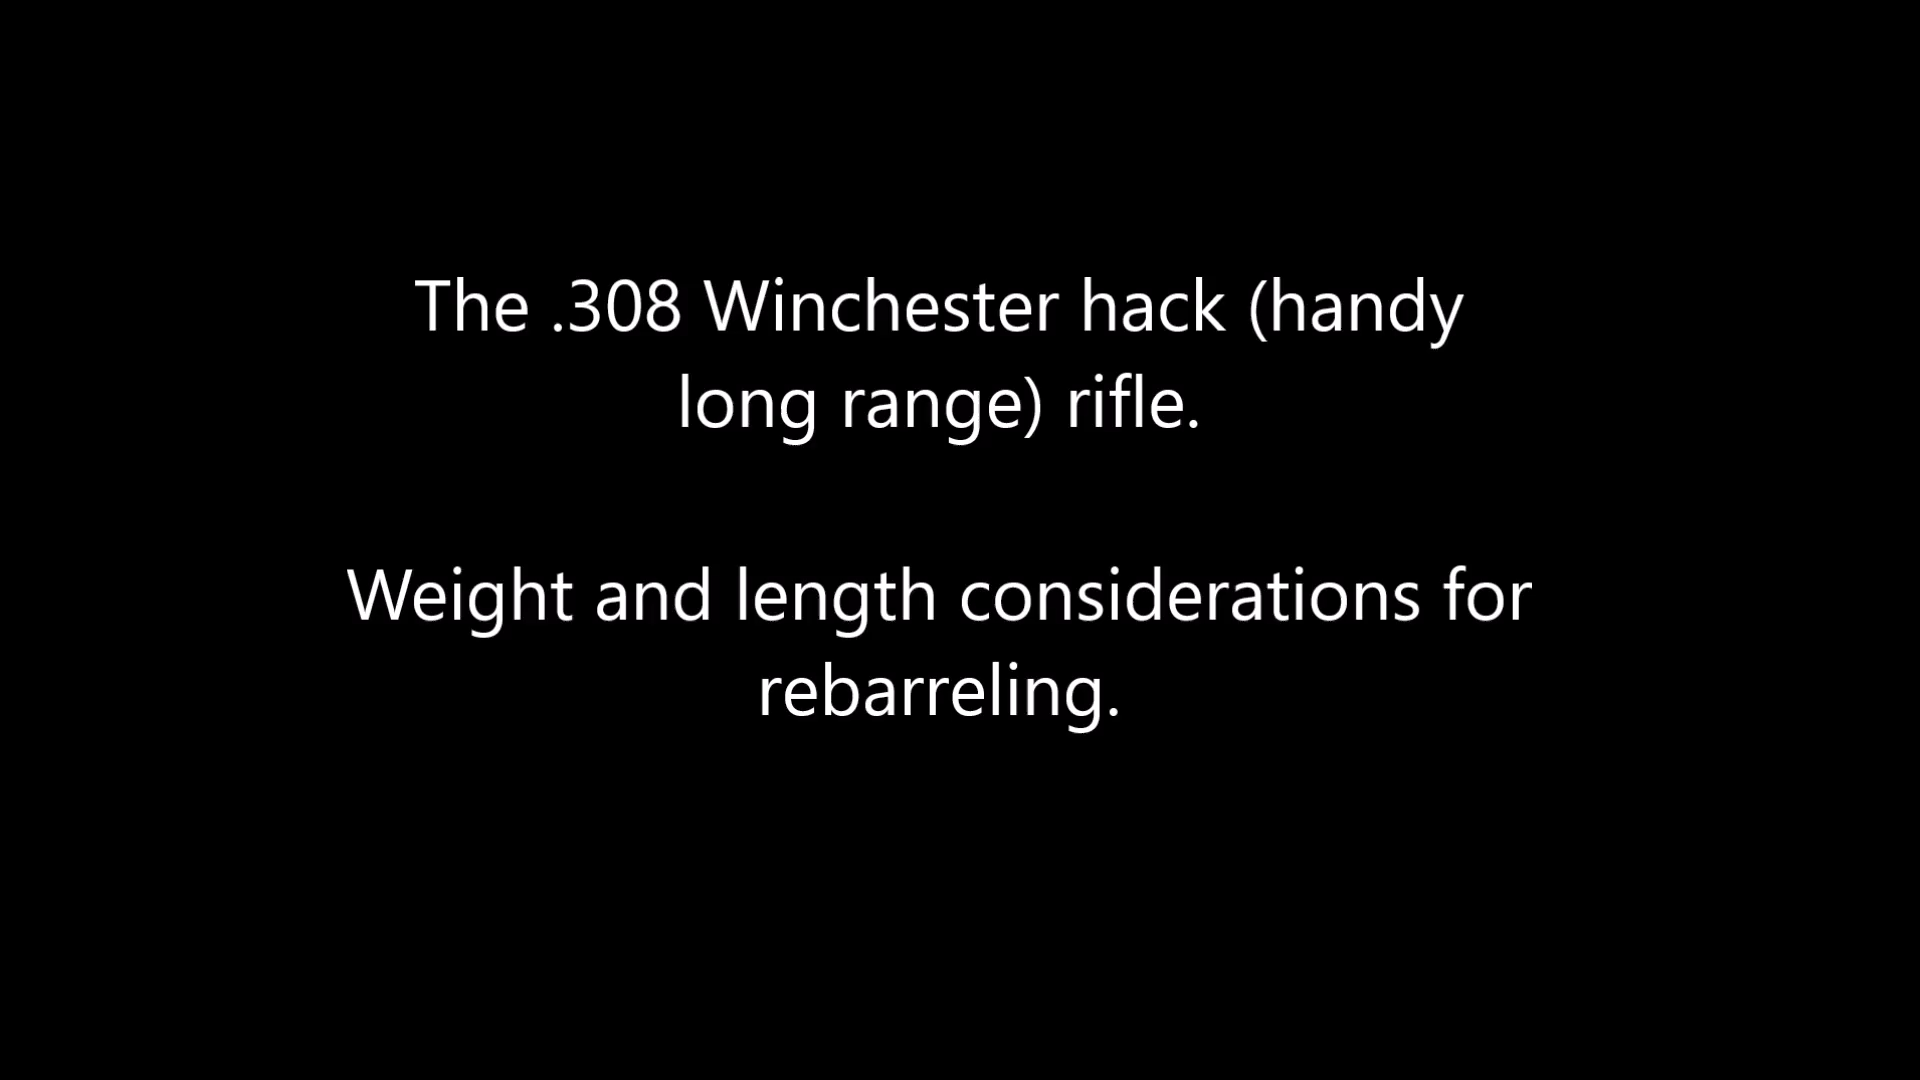 The .308 Winchester hack (handy
long range) rifle.
Weight and length considerations for
rebarreling.